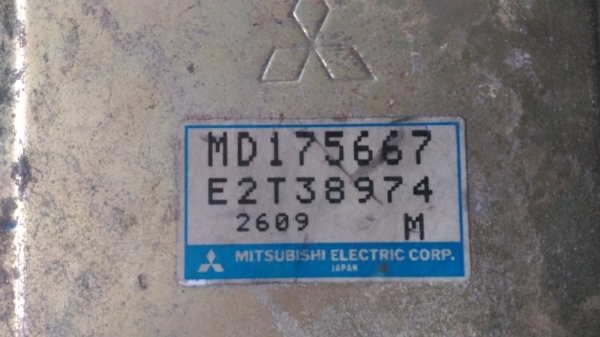 MD175667
E2T38974
2609 M
MITSUBISHI ELECTRIC CORP.
JAPAN